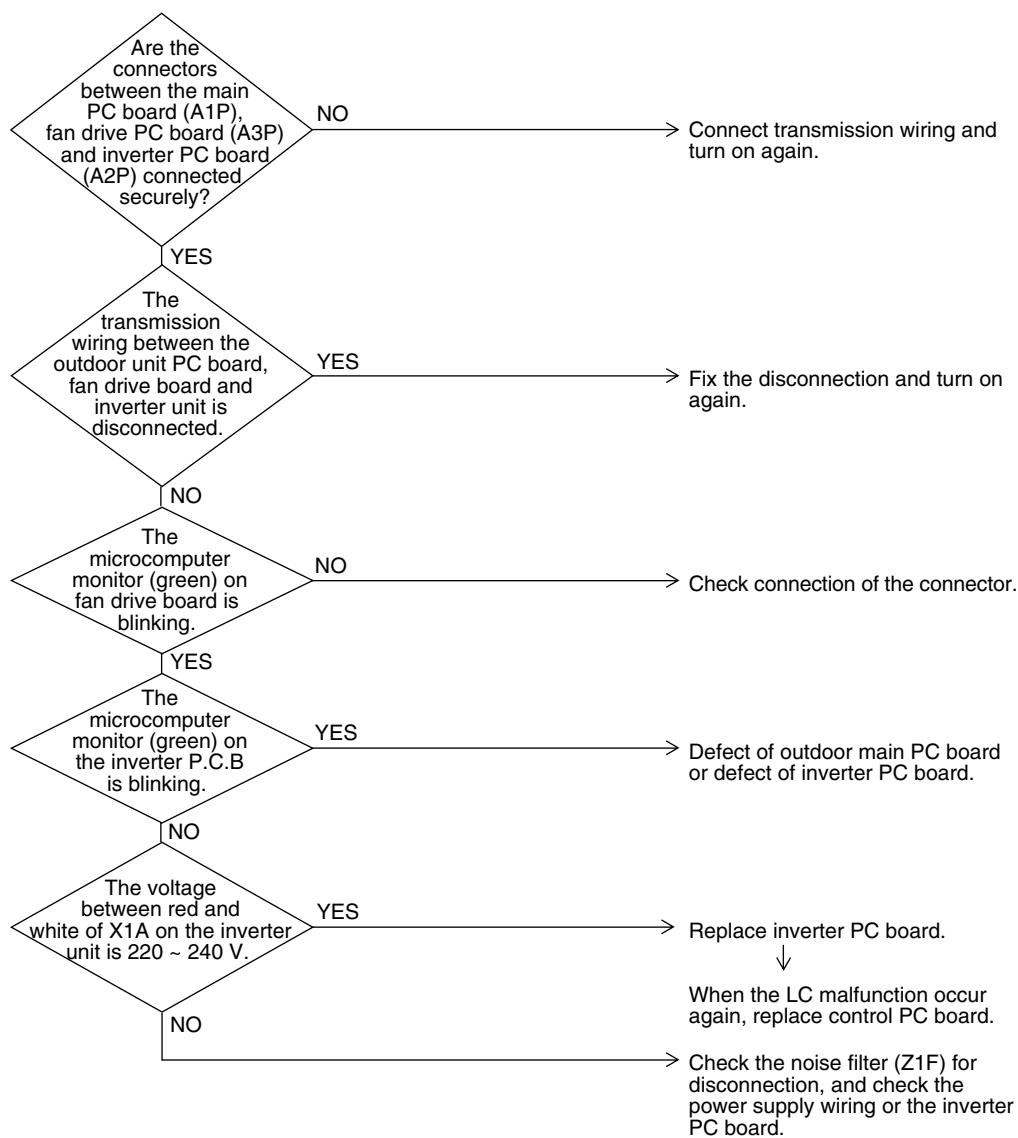 Are the
connectors
between the main
PC board (A1P),
fan drive PC board (A3P)
and inverter PC board
(A2P) connected
securely?
NO
Connect transmission wiring and
turn on again.
YES
The
transmission
wiring between the
outdoor unit PC board,
fan drive board and
inverter unit is
disconnected.
YES
Fix the disconnection and turn on
again.
NO
The
microcomputer
monitor (green) on
fan drive board is
blinking.
NO
Check connection of the connector.
YES
The
microcomputer
monitor (green) on
the inverter P.C.B
is blinking.
YES
Defect of outdoor main PC board
or defect of inverter PC board.
NO
The voltage
between red and
white of X1A on the inverter
unit is 220 ~ 240 V.
YES
Replace inverter PC board.
When the LC malfunction occur
again, replace control PC board.
NO
Check the noise filter (Z1F) for
disconnection, and check the
power supply wiring or the inverter
PC board.